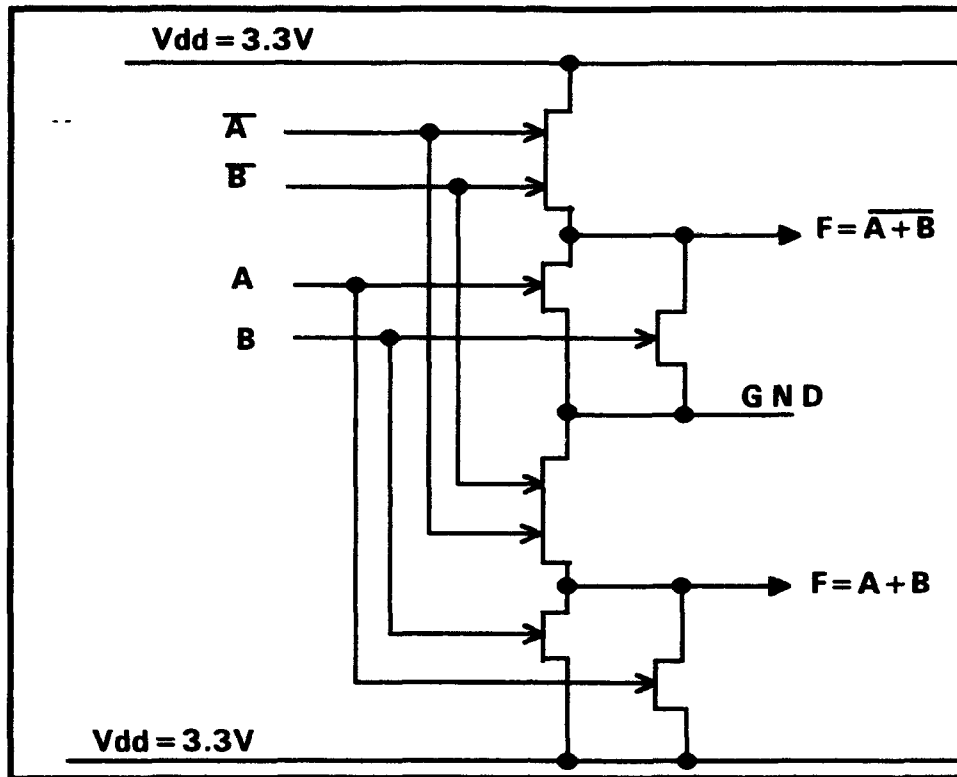 Vdd = 3.3V
A̅
B̅
F = A̅ ̅+̅ ̅B̅
A
B
GND
F = A + B
Vdd = 3.3V